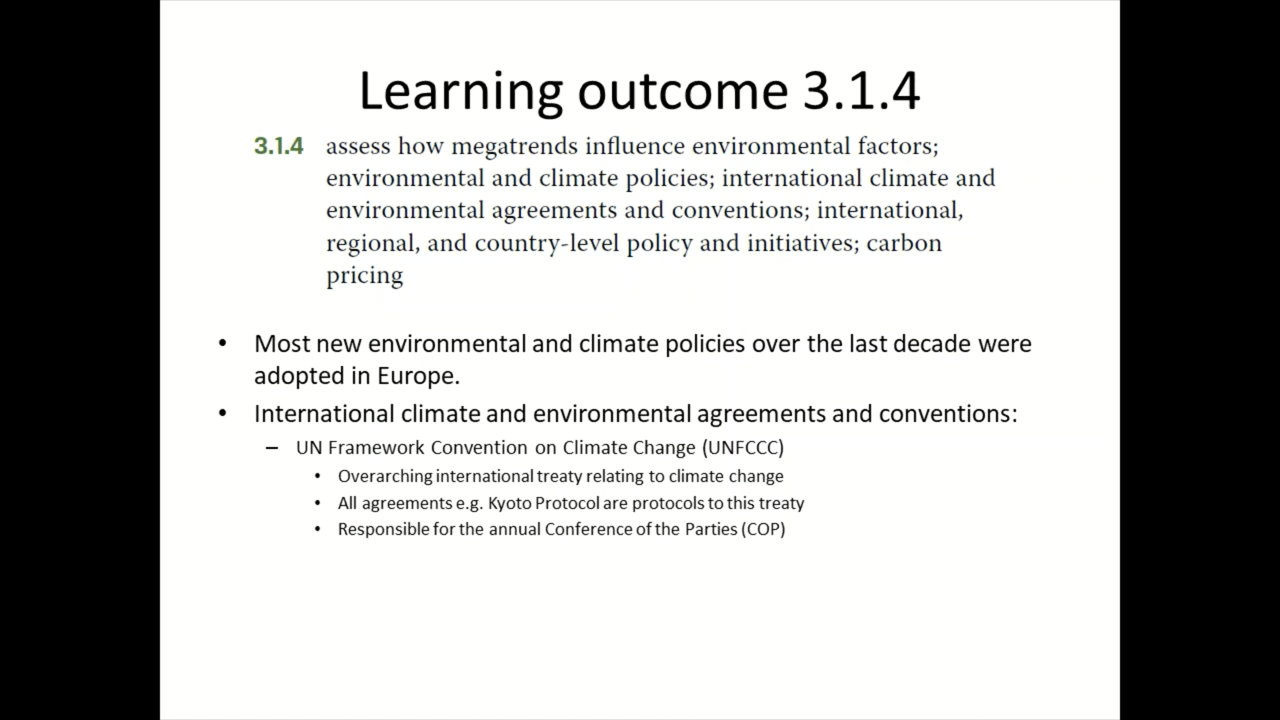 Learning outcome 3.1.4
3.1.4 assess how megatrends influence environmental factors;
environmental and climate policies; international climate and
environmental agreements and conventions; international,
regional, and country-level policy and initiatives; carbon
pricing
• Most new environmental and climate policies over the last decade were
adopted in Europe.
• International climate and environmental agreements and conventions:
– UN Framework Convention on Climate Change (UNFCCC)
• Overarching international treaty relating to climate change
• All agreements e.g. Kyoto Protocol are protocols to this treaty
• Responsible for the annual Conference of the Parties (COP)